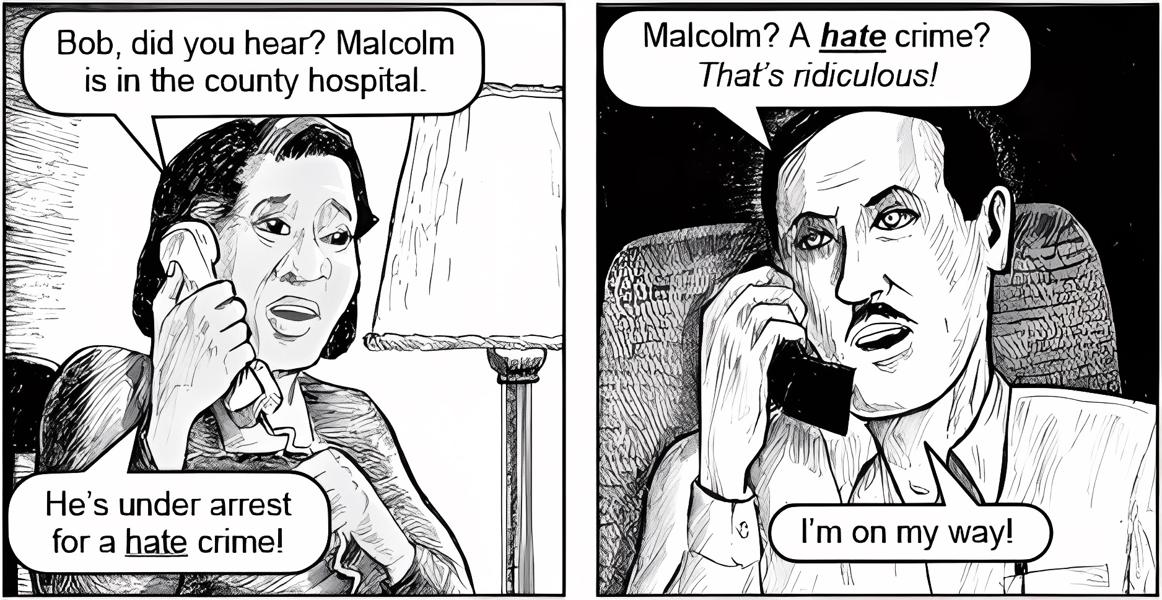 Bob, did you hear? Malcolm
is in the county hospital.
He's under arrest
for a hate crime!
Malcolm? A hate crime?
That's ridiculous!
I'm on my way!